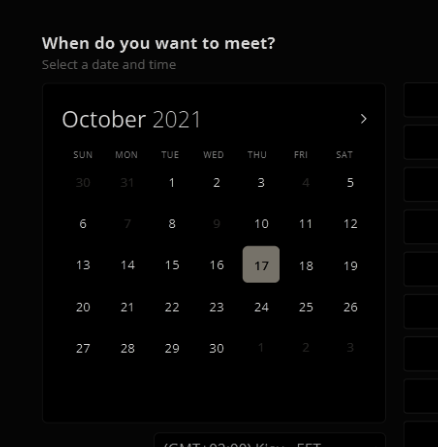 When do you want to meet?
Select a date and time
October 2021 >
SUN MON TUE WED THU FRI SAT
30 31 1 2 3 4 5
6 7 8 9 10 11 12
13 14 15 16 17 18 19
20 21 22 23 24 25 26
27 28 29 30 1 2 3